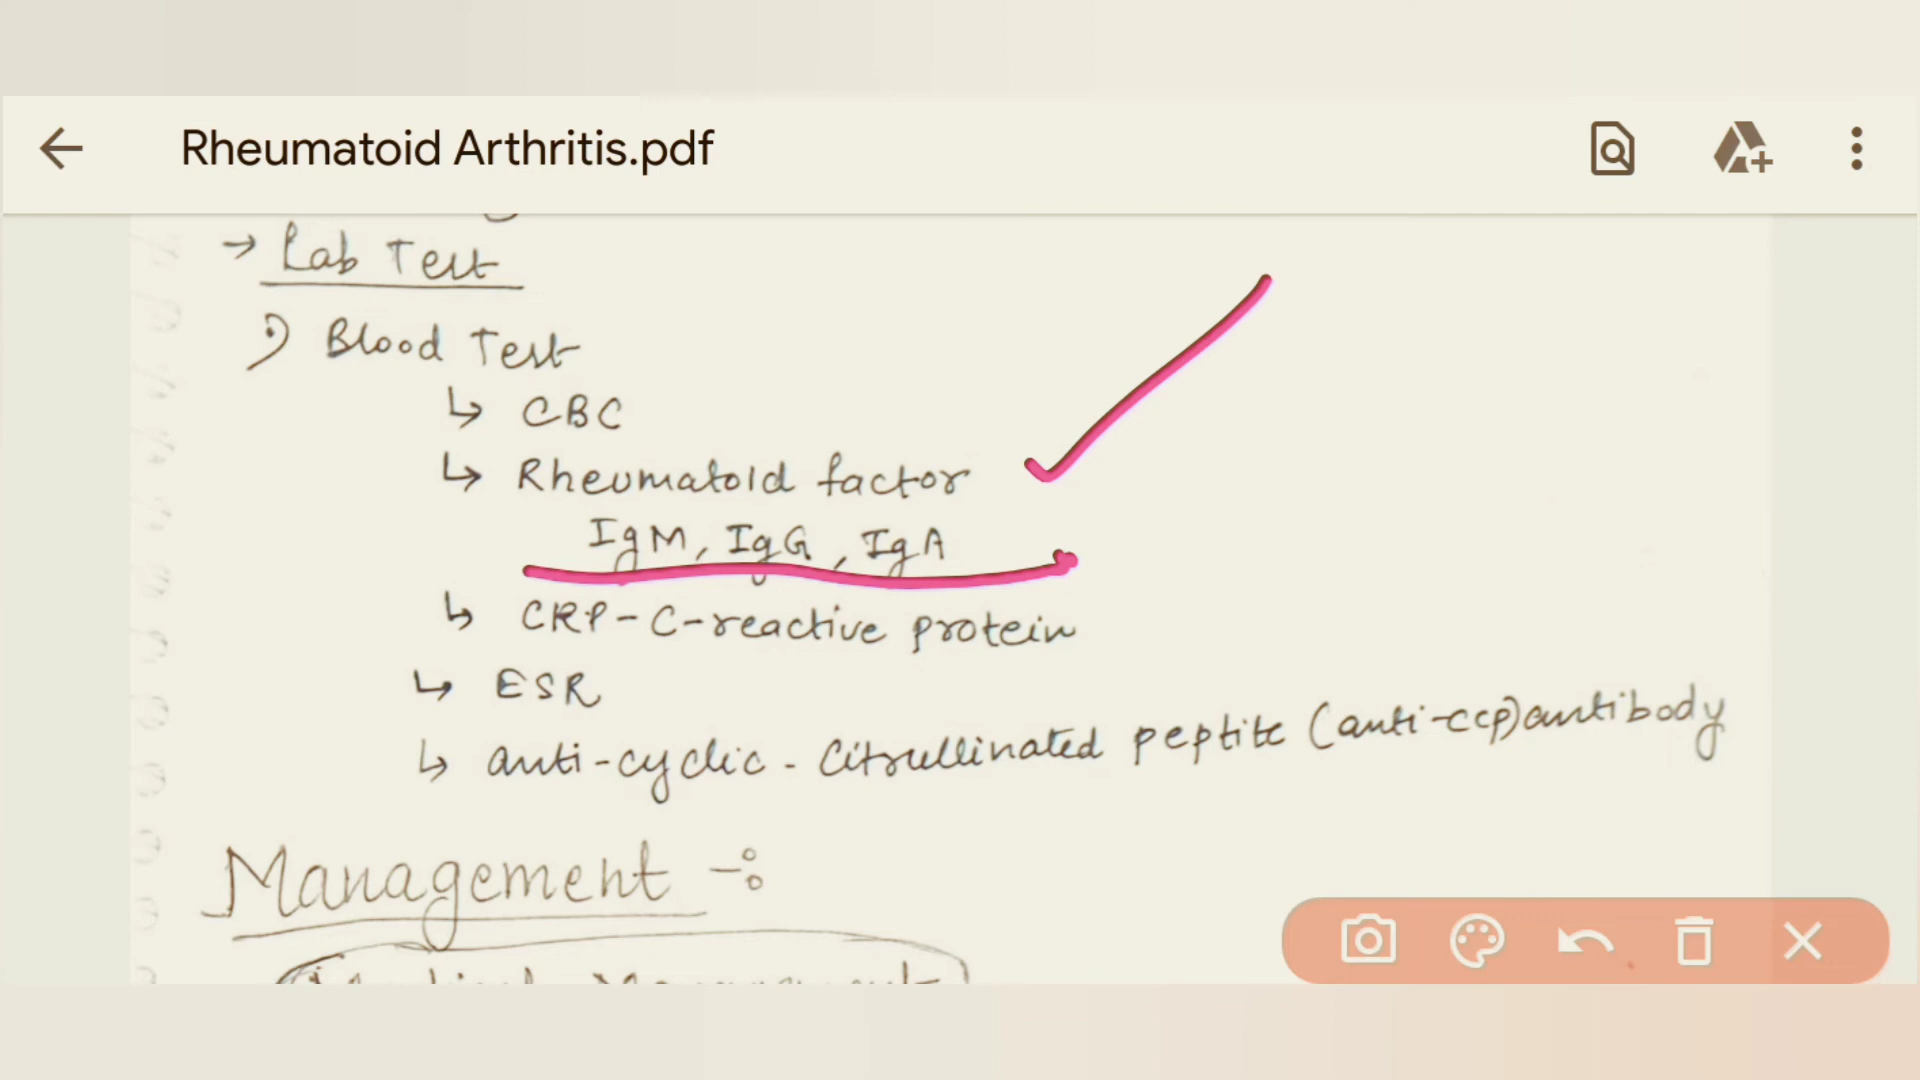 Rheumatoid Arthritis.pdf
→ Lab Test
1) Blood Test
↳ CBC
↳ Rheumatoid factor
IgM, IgG, IgA
↳ CRP-C-reactive protein
↳ ESR
↳ anti-cyclic-Citrullinated peptite (anti-ccp)antibody
Management -: